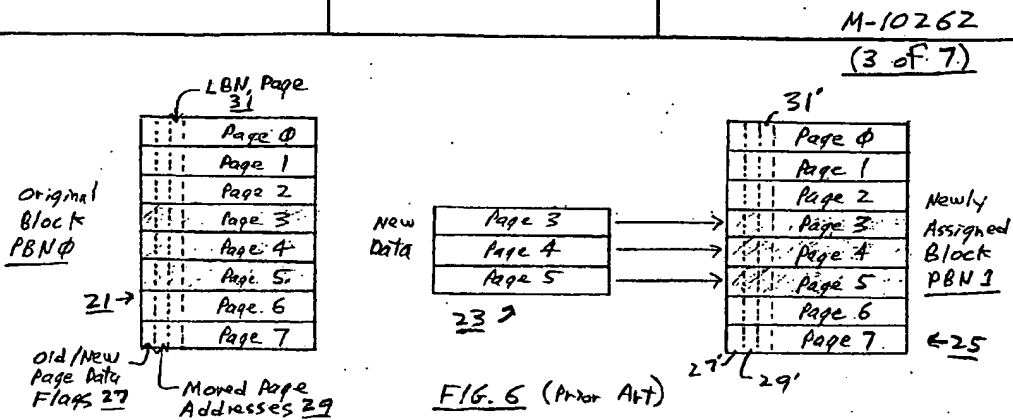 M-10262
(3 of 7)
LBN, Page
31
Page 0
Page 1
Page 2
Page 3
Page 4
Page 5
Page 6
Page 7
Original
Block
PBN0
21
Old/New
Page Data
Flags 27
Moved Page
Addresses 29
New
Data
Page 3
Page 4
Page 5
23
FIG. 6 (Prior Art)
31'
Page 0
Page 1
Page 2
Page 3
Page 4
Page 5
Page 6
Page 7
Newly
Assigned
Block
PBN 1
25
27'
29'